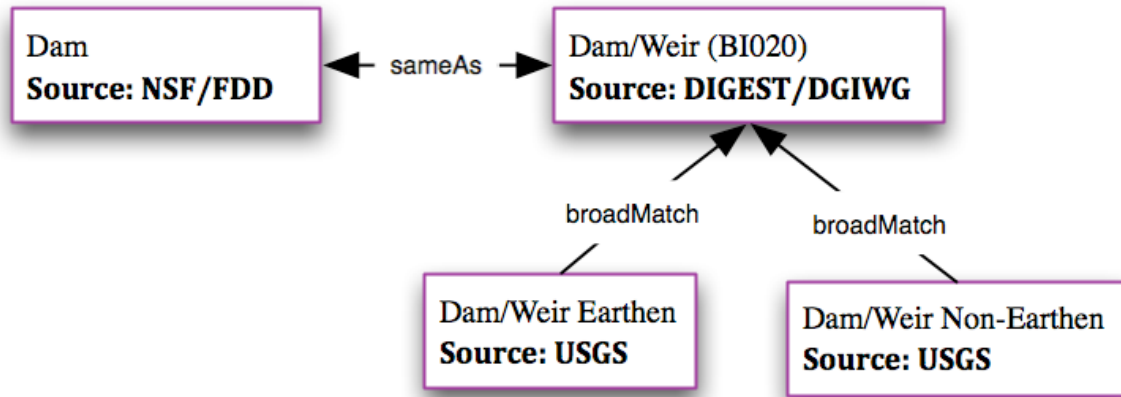 Dam
Source: NSF/FDD
sameAs
Dam/Weir (BI020)
Source: DIGEST/DGIWG
broadMatch
broadMatch
Dam/Weir Earthen
Source: USGS
Dam/Weir Non-Earthen
Source: USGS